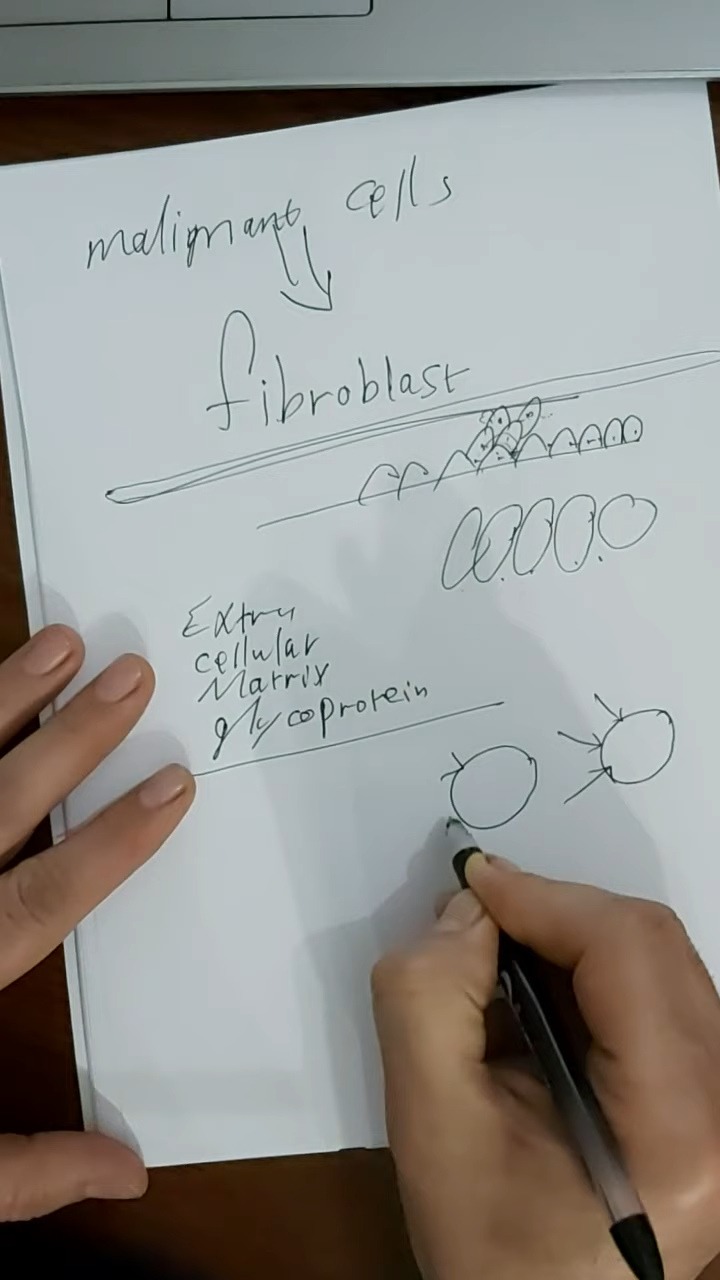 malignant cells
fibroblast
Extra
cellular
Matrix
glycoprotein